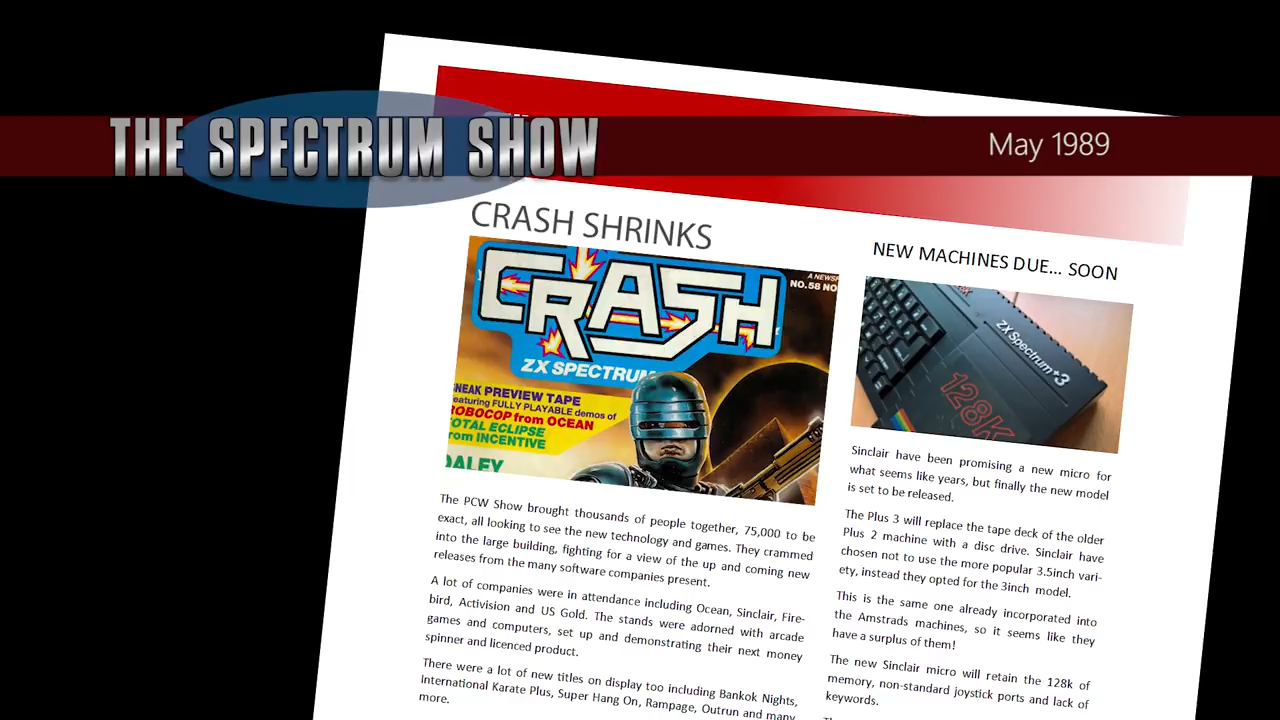 THE SPECTRUM SHOW
May 1989
CRASH SHRINKS
CRASH
A NEWSF
NO.58 NO
ZX SPECTRUM
SNEAK PREVIEW TAPE
featuring FULLY PLAYABLE demos of
ROBOCOP from OCEAN
TOTAL ECLIPSE
from INCENTIVE
DALEY
The PCW Show brought thousands of people together, 75,000 to be
exact, all looking to see the new technology and games. They crammed
into the large building, fighting for a view of the up and coming new
releases from the many software companies present.
A lot of companies were in attendance including Ocean, Sinclair, Fire-
bird, Activision and US Gold. The stands were adorned with arcade
games and computers, set up and demonstrating their next money
spinner and licenced product.
There were a lot of new titles on display too including Bankok Nights,
International Karate Plus, Super Hang On, Rampage, Outrun and many
more.
NEW MACHINES DUE... SOON
ZX Spectrum +3
128K
Sinclair have been promising a new micro for
what seems like years, but finally the new model
is set to be released.
The Plus 3 will replace the tape deck of the older
Plus 2 machine with a disc drive. Sinclair have
chosen not to use the more popular 3.5inch vari-
ety, instead they opted for the 3inch model.
This is the same one already incorporated into
the Amstrads machines, so it seems like they
have a surplus of them!
The new Sinclair micro will retain the 128k of
memory, non-standard joystick ports and lack of
keywords.